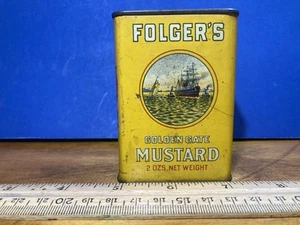 FOLGER'S
GOLDEN GATE
MUSTARD
2 OZS. NET WEIGHT